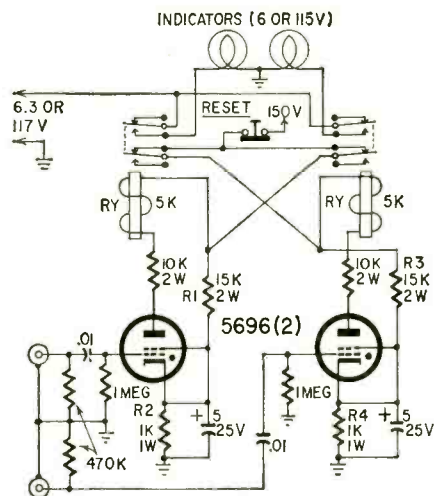 INDICATORS (6 OR 115V)
6.3 OR
117 V
RESET
150V
RY
5K
RY
5K
10K
2W
15K
2W
R1
10K
2W
R3
15K
2W
5696(2)
.01
1MEG
R2
1K
1W
+
5
25V
470K
1MEG
.01
R4
1K
1W
+
5
25V